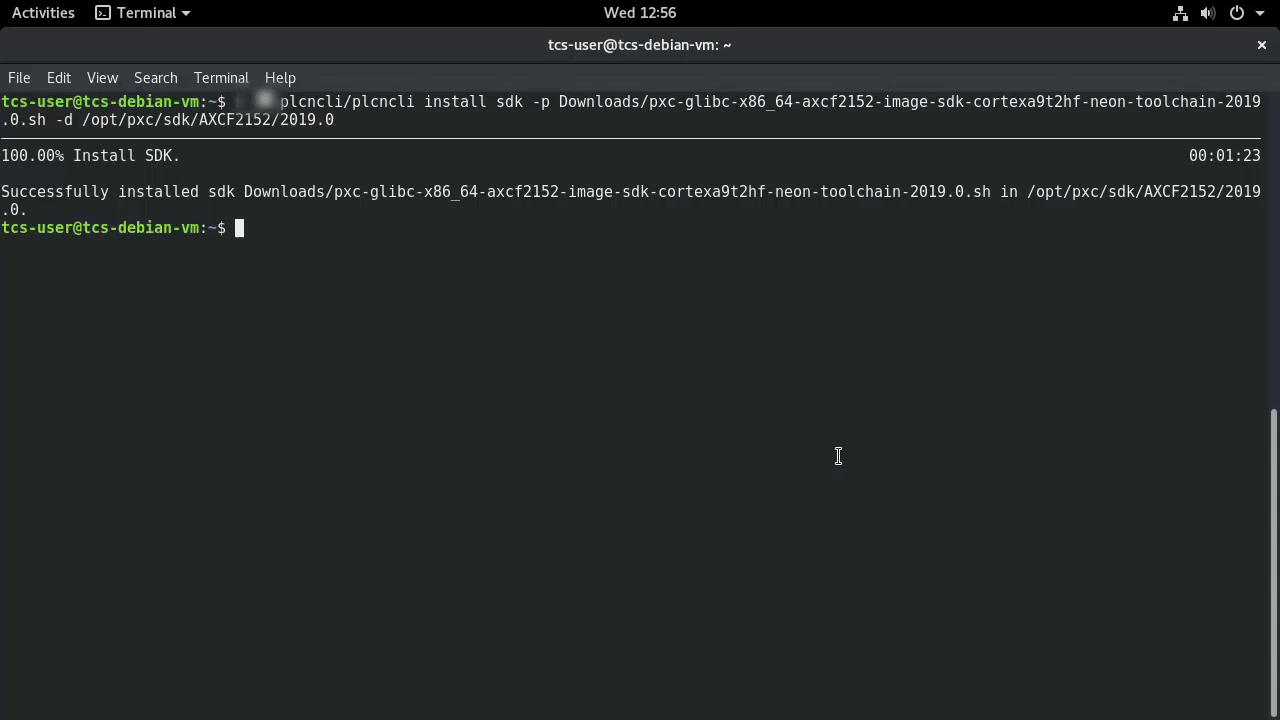 Activities Terminal Wed 12:56
tcs-user@tcs-debian-vm: ~ ×
File Edit View Search Terminal Help
tcs-user@tcs-debian-vm:~$ plcncli/plcncli install sdk -p Downloads/pxc-glibc-x86_64-axcf2152-image-sdk-cortexa9t2hf-neon-toolchain-2019
.0.sh -d /opt/pxc/sdk/AXCF2152/2019.0
100.00% Install SDK. 00:01:23
Successfully installed sdk Downloads/pxc-glibc-x86_64-axcf2152-image-sdk-cortexa9t2hf-neon-toolchain-2019.0.sh in /opt/pxc/sdk/AXCF2152/2019
.0.
tcs-user@tcs-debian-vm:~$